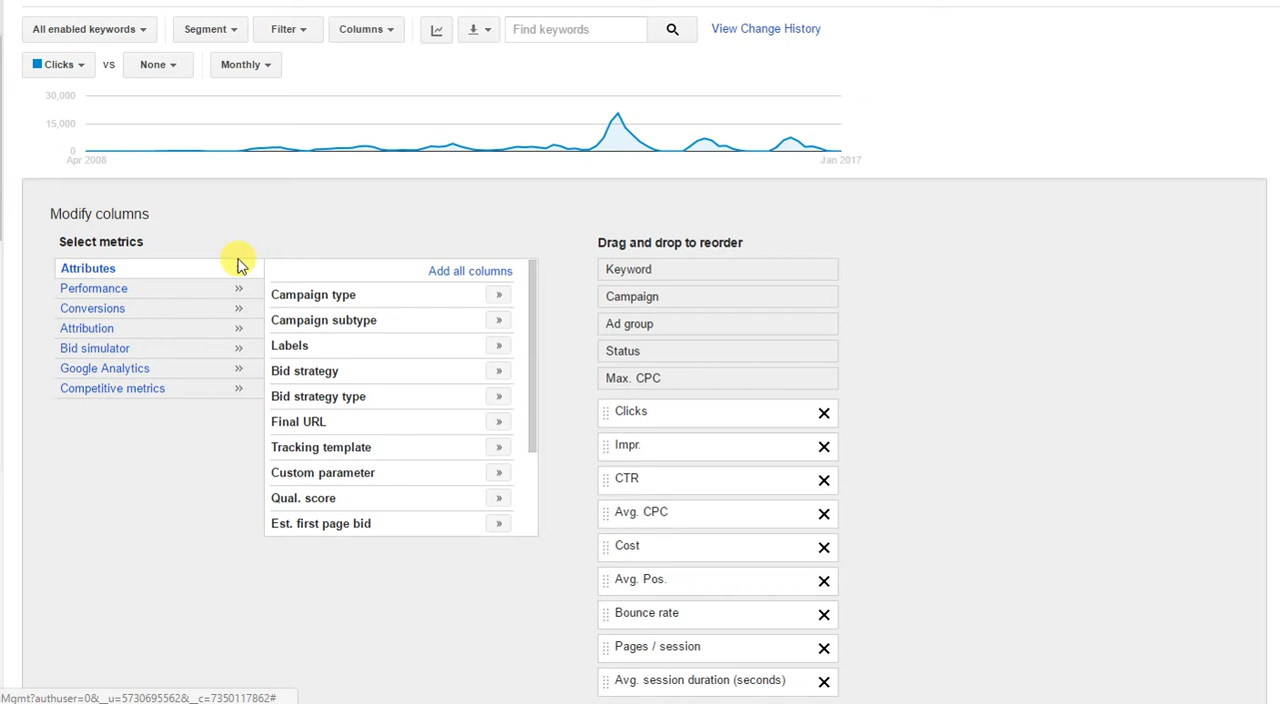 All enabled keywords
Segment
Filter
Columns
Find keywords
View Change History
Clicks
vs
None
Monthly
30,000
15,000
0
Apr 2008
Jan 2017
Modify columns
Select metrics
Attributes »
Performance »
Conversions »
Attribution »
Bid simulator »
Google Analytics »
Competitive metrics »
Add all columns
Campaign type »
Campaign subtype »
Labels »
Bid strategy »
Bid strategy type »
Final URL »
Tracking template »
Custom parameter »
Qual. score »
Est. first page bid »
Drag and drop to reorder
Keyword
Campaign
Ad group
Status
Max. CPC
Clicks
Impr.
CTR
Avg. CPC
Cost
Avg. Pos.
Bounce rate
Pages / session
Avg. session duration (seconds)
Mgmt?authuser=0&__u=5730695562&__c=7350117862#